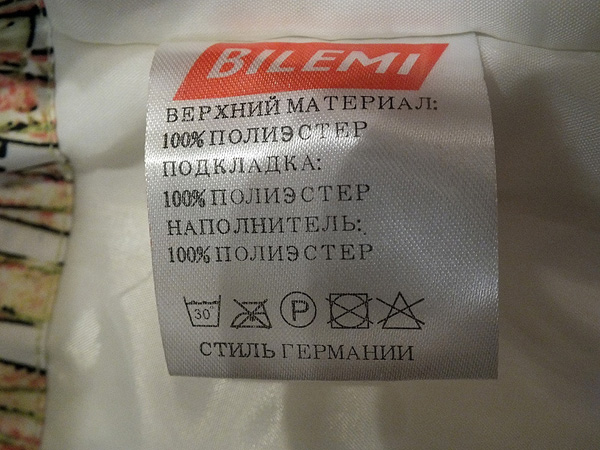 BILEMI
ВЕРХНИЙ МАТЕРИАЛ:
100% ПОЛИЭСТЕР
ПОДКЛАДКА:
100% ПОЛИЭСТЕР
НАПОЛНИТЕЛЬ:
100% ПОЛИЭСТЕР
30° P
СТИЛЬ ГЕРМАНИИ